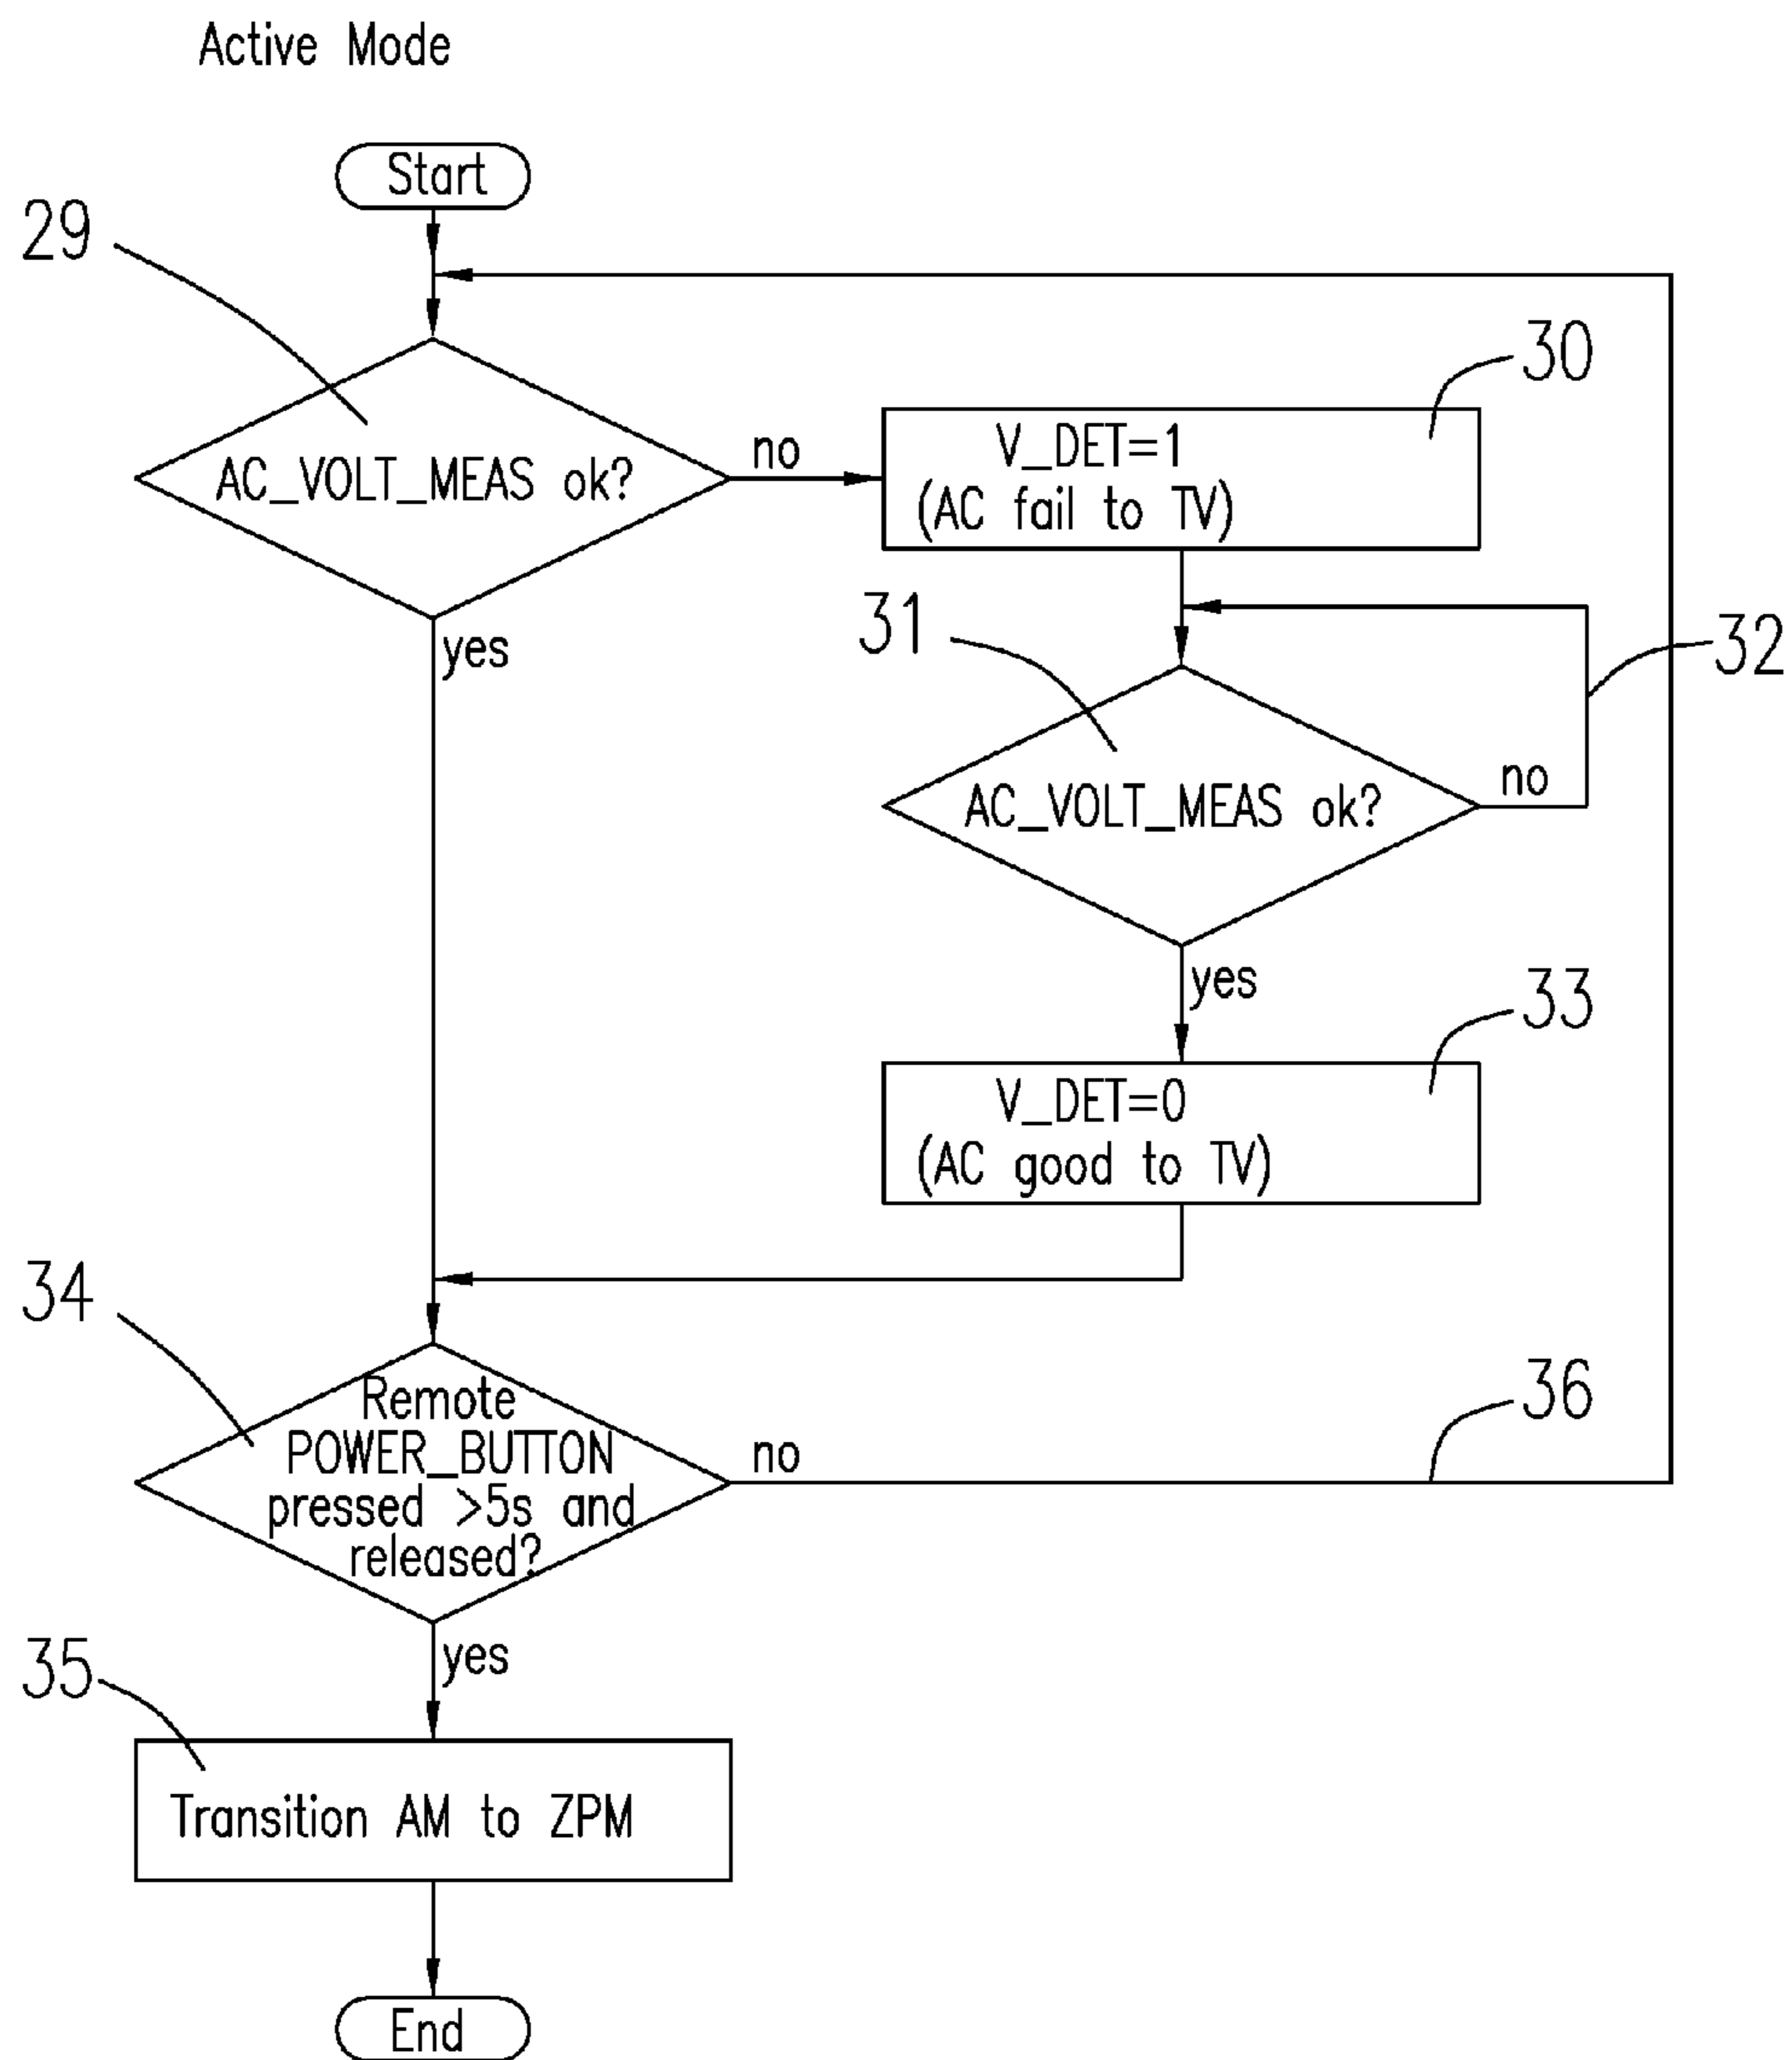 Active Mode
Start
29
AC_VOLT_MEAS ok?
no
yes
30
V_DET=1
(AC fail to TV)
31
32
AC_VOLT_MEAS ok?
no
yes
33
V_DET=0
(AC good to TV)
34
Remote
POWER_BUTTON
pressed >5s and
released?
no
36
yes
35
Transition AM to ZPM
End